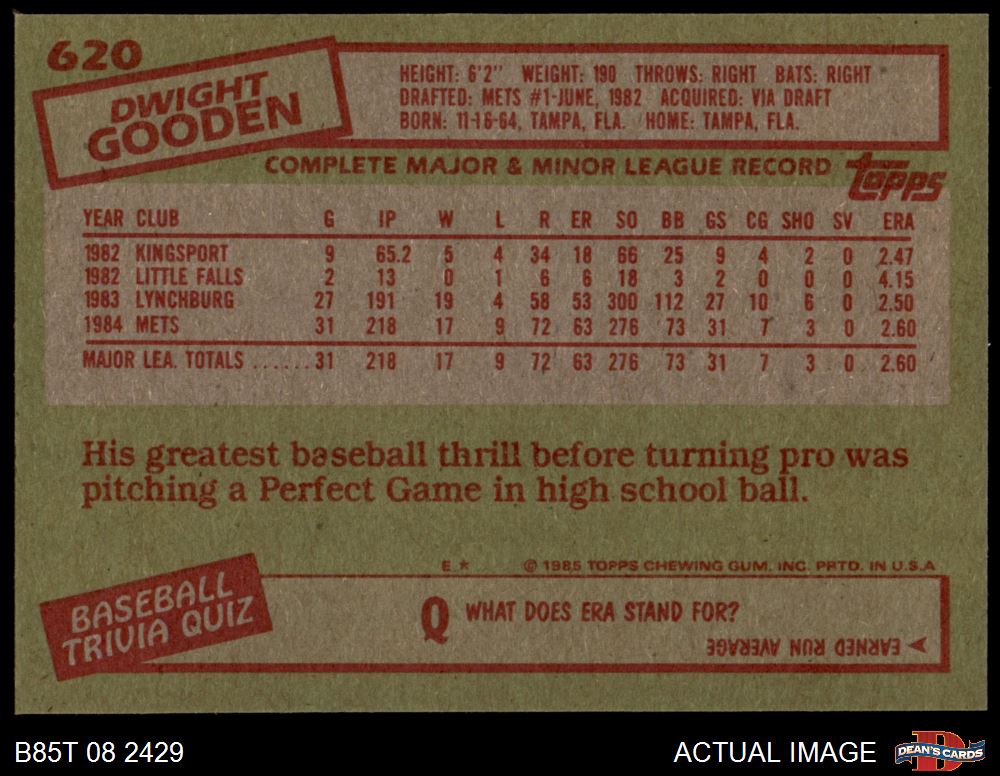 620
DWIGHT
GOODEN
HEIGHT: 6'2" WEIGHT: 190 THROWS: RIGHT BATS: RIGHT
DRAFTED: METS #1-JUNE, 1982 ACQUIRED: VIA DRAFT
BORN: 11-16-64, TAMPA, FLA. HOME: TAMPA, FLA.
COMPLETE MAJOR & MINOR LEAGUE RECORD topps
YEAR CLUB G IP W L R ER SO BB GS CG SHO SV ERA
1982 KINGSPORT 9 65.2 5 4 34 18 66 25 9 4 2 0 2.47
1982 LITTLE FALLS 2 13 0 1 6 6 18 3 2 0 0 0 4.15
1983 LYNCHBURG 27 191 19 4 58 53 300 112 27 10 6 0 2.50
1984 METS 31 218 17 9 72 63 276 73 31 7 3 0 2.60
MAJOR LEA. TOTALS ......31 218 17 9 72 63 276 73 31 7 3 0 2.60
His greatest baseball thrill before turning pro was
pitching a Perfect Game in high school ball.
E * © 1985 TOPPS CHEWING GUM, INC. PRTD. IN U.S.A
BASEBALL
TRIVIA QUIZ
Q WHAT DOES ERA STAND FOR?
EARNED RUN AVERAGE
B85T 08 2429
ACTUAL IMAGE
D
DEAN'S CARDS